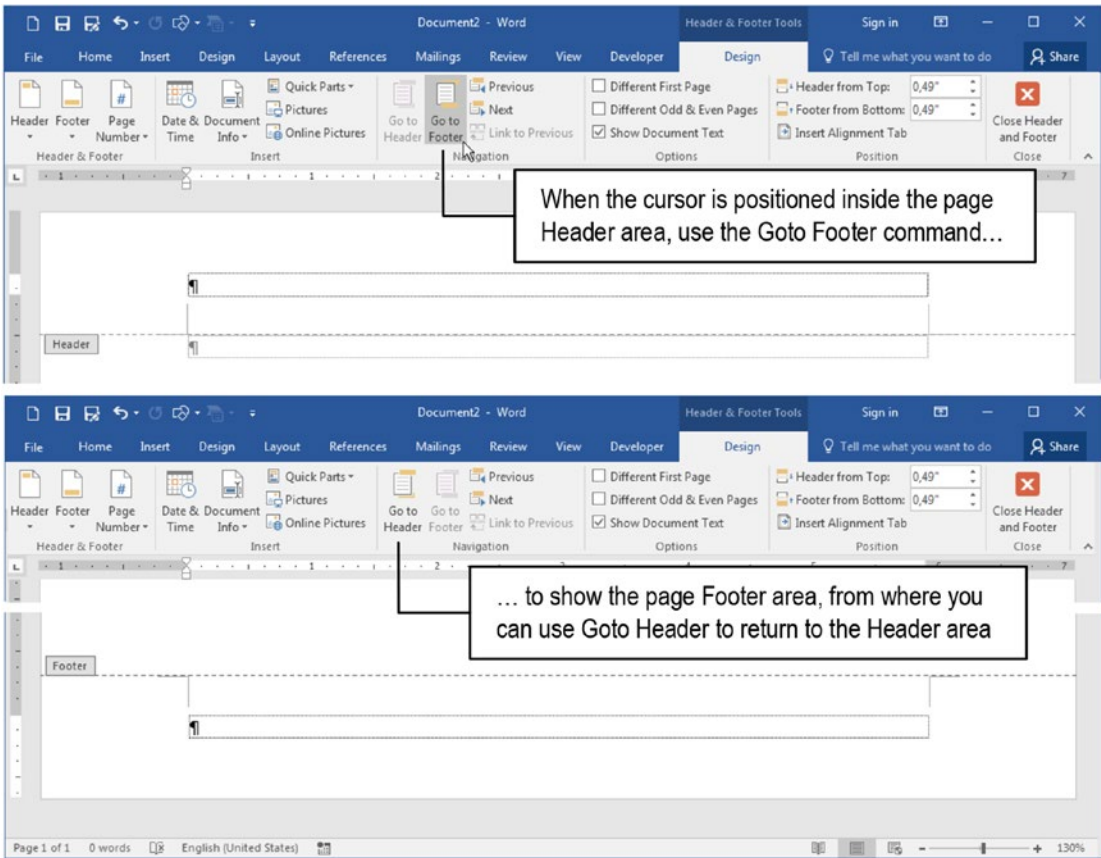 Document2 - Word Header & Footer Tools Sign in
File Home Insert Design Layout References Mailings Review View Developer Design Tell me what you want to do Share
Header Footer Page Number
Date & Time Document Info
Quick Parts
Pictures
Online Pictures
Go to Header Go to Footer
Previous
Next
Link to Previous
Different First Page
Different Odd & Even Pages
Show Document Text
Header from Top: 0,49"
Footer from Bottom: 0,49"
Insert Alignment Tab
Close Header and Footer
Header & Footer Insert Navigation Options Position Close
L 1 1 2 7
When the cursor is positioned inside the page
Header area, use the Goto Footer command…
¶
Header
¶
Document2 - Word Header & Footer Tools Sign in
File Home Insert Design Layout References Mailings Review View Developer Design Tell me what you want to do Share
Header Footer Page Number
Date & Time Document Info
Quick Parts
Pictures
Online Pictures
Go to Header Go to Footer
Previous
Next
Link to Previous
Different First Page
Different Odd & Even Pages
Show Document Text
Header from Top: 0,49"
Footer from Bottom: 0,49"
Insert Alignment Tab
Close Header and Footer
Header & Footer Insert Navigation Options Position Close
L 1 1 2 7
… to show the page Footer area, from where you
can use Goto Header to return to the Header area
Footer
¶
Page 1 of 1 0 words English (United States) 130%